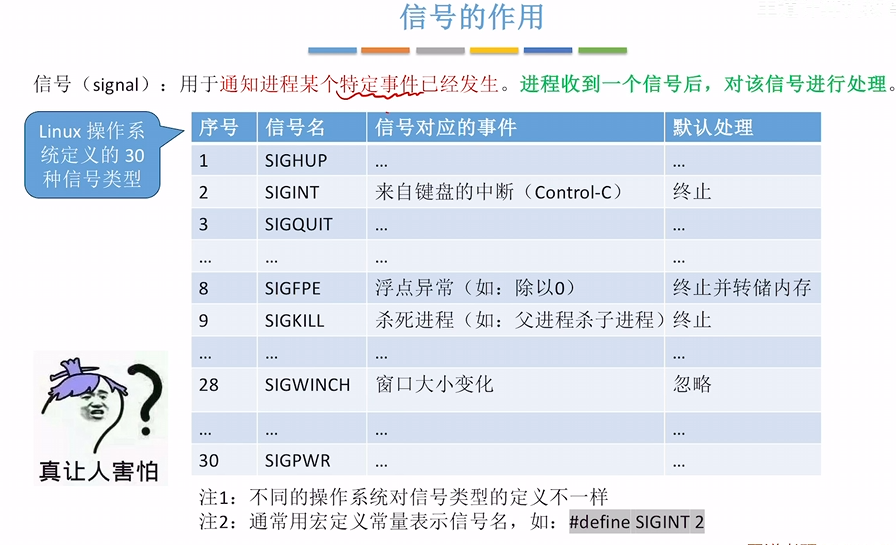 信号的作用
信号（signal）：用于通知进程某个特定事件已经发生。进程收到一个信号后，对该信号进行处理。
Linux 操作系
统定义的 30
种信号类型
序号 信号名 信号对应的事件 默认处理
1 SIGHUP ... ...
2 SIGINT 来自键盘的中断（Control-C） 终止
3 SIGQUIT ... ...
... ... ... ...
8 SIGFPE 浮点异常（如：除以0） 终止并转储内存
9 SIGKILL 杀死进程（如：父进程杀子进程） 终止
... ... ... ...
28 SIGWINCH 窗口大小变化 忽略
... ... ... ...
30 SIGPWR ... ...
真让人害怕
注1：不同的操作系统对信号类型的定义不一样
注2：通常用宏定义常量表示信号名，如：#define SIGINT 2